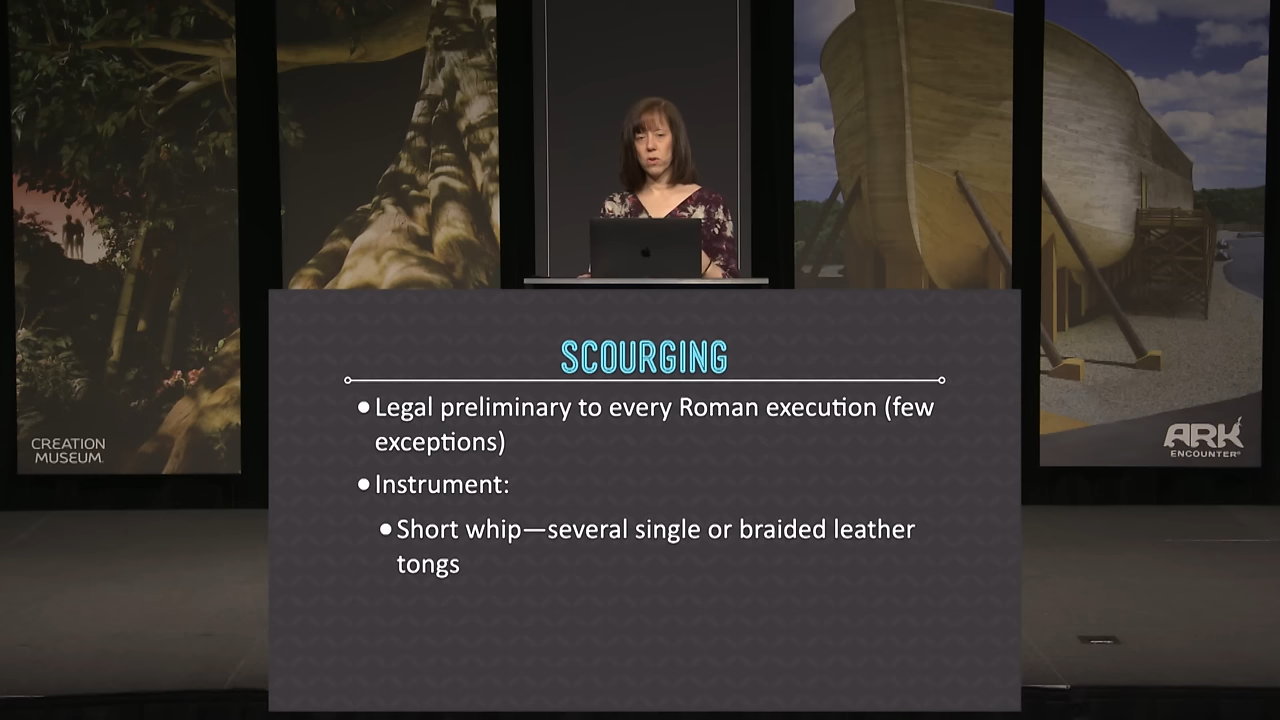 SCOURGING
Legal preliminary to every Roman execution (few
exceptions)
Instrument:
Short whip—several single or braided leather
tongs
CREATION
MUSEUM
ARK
ENCOUNTER